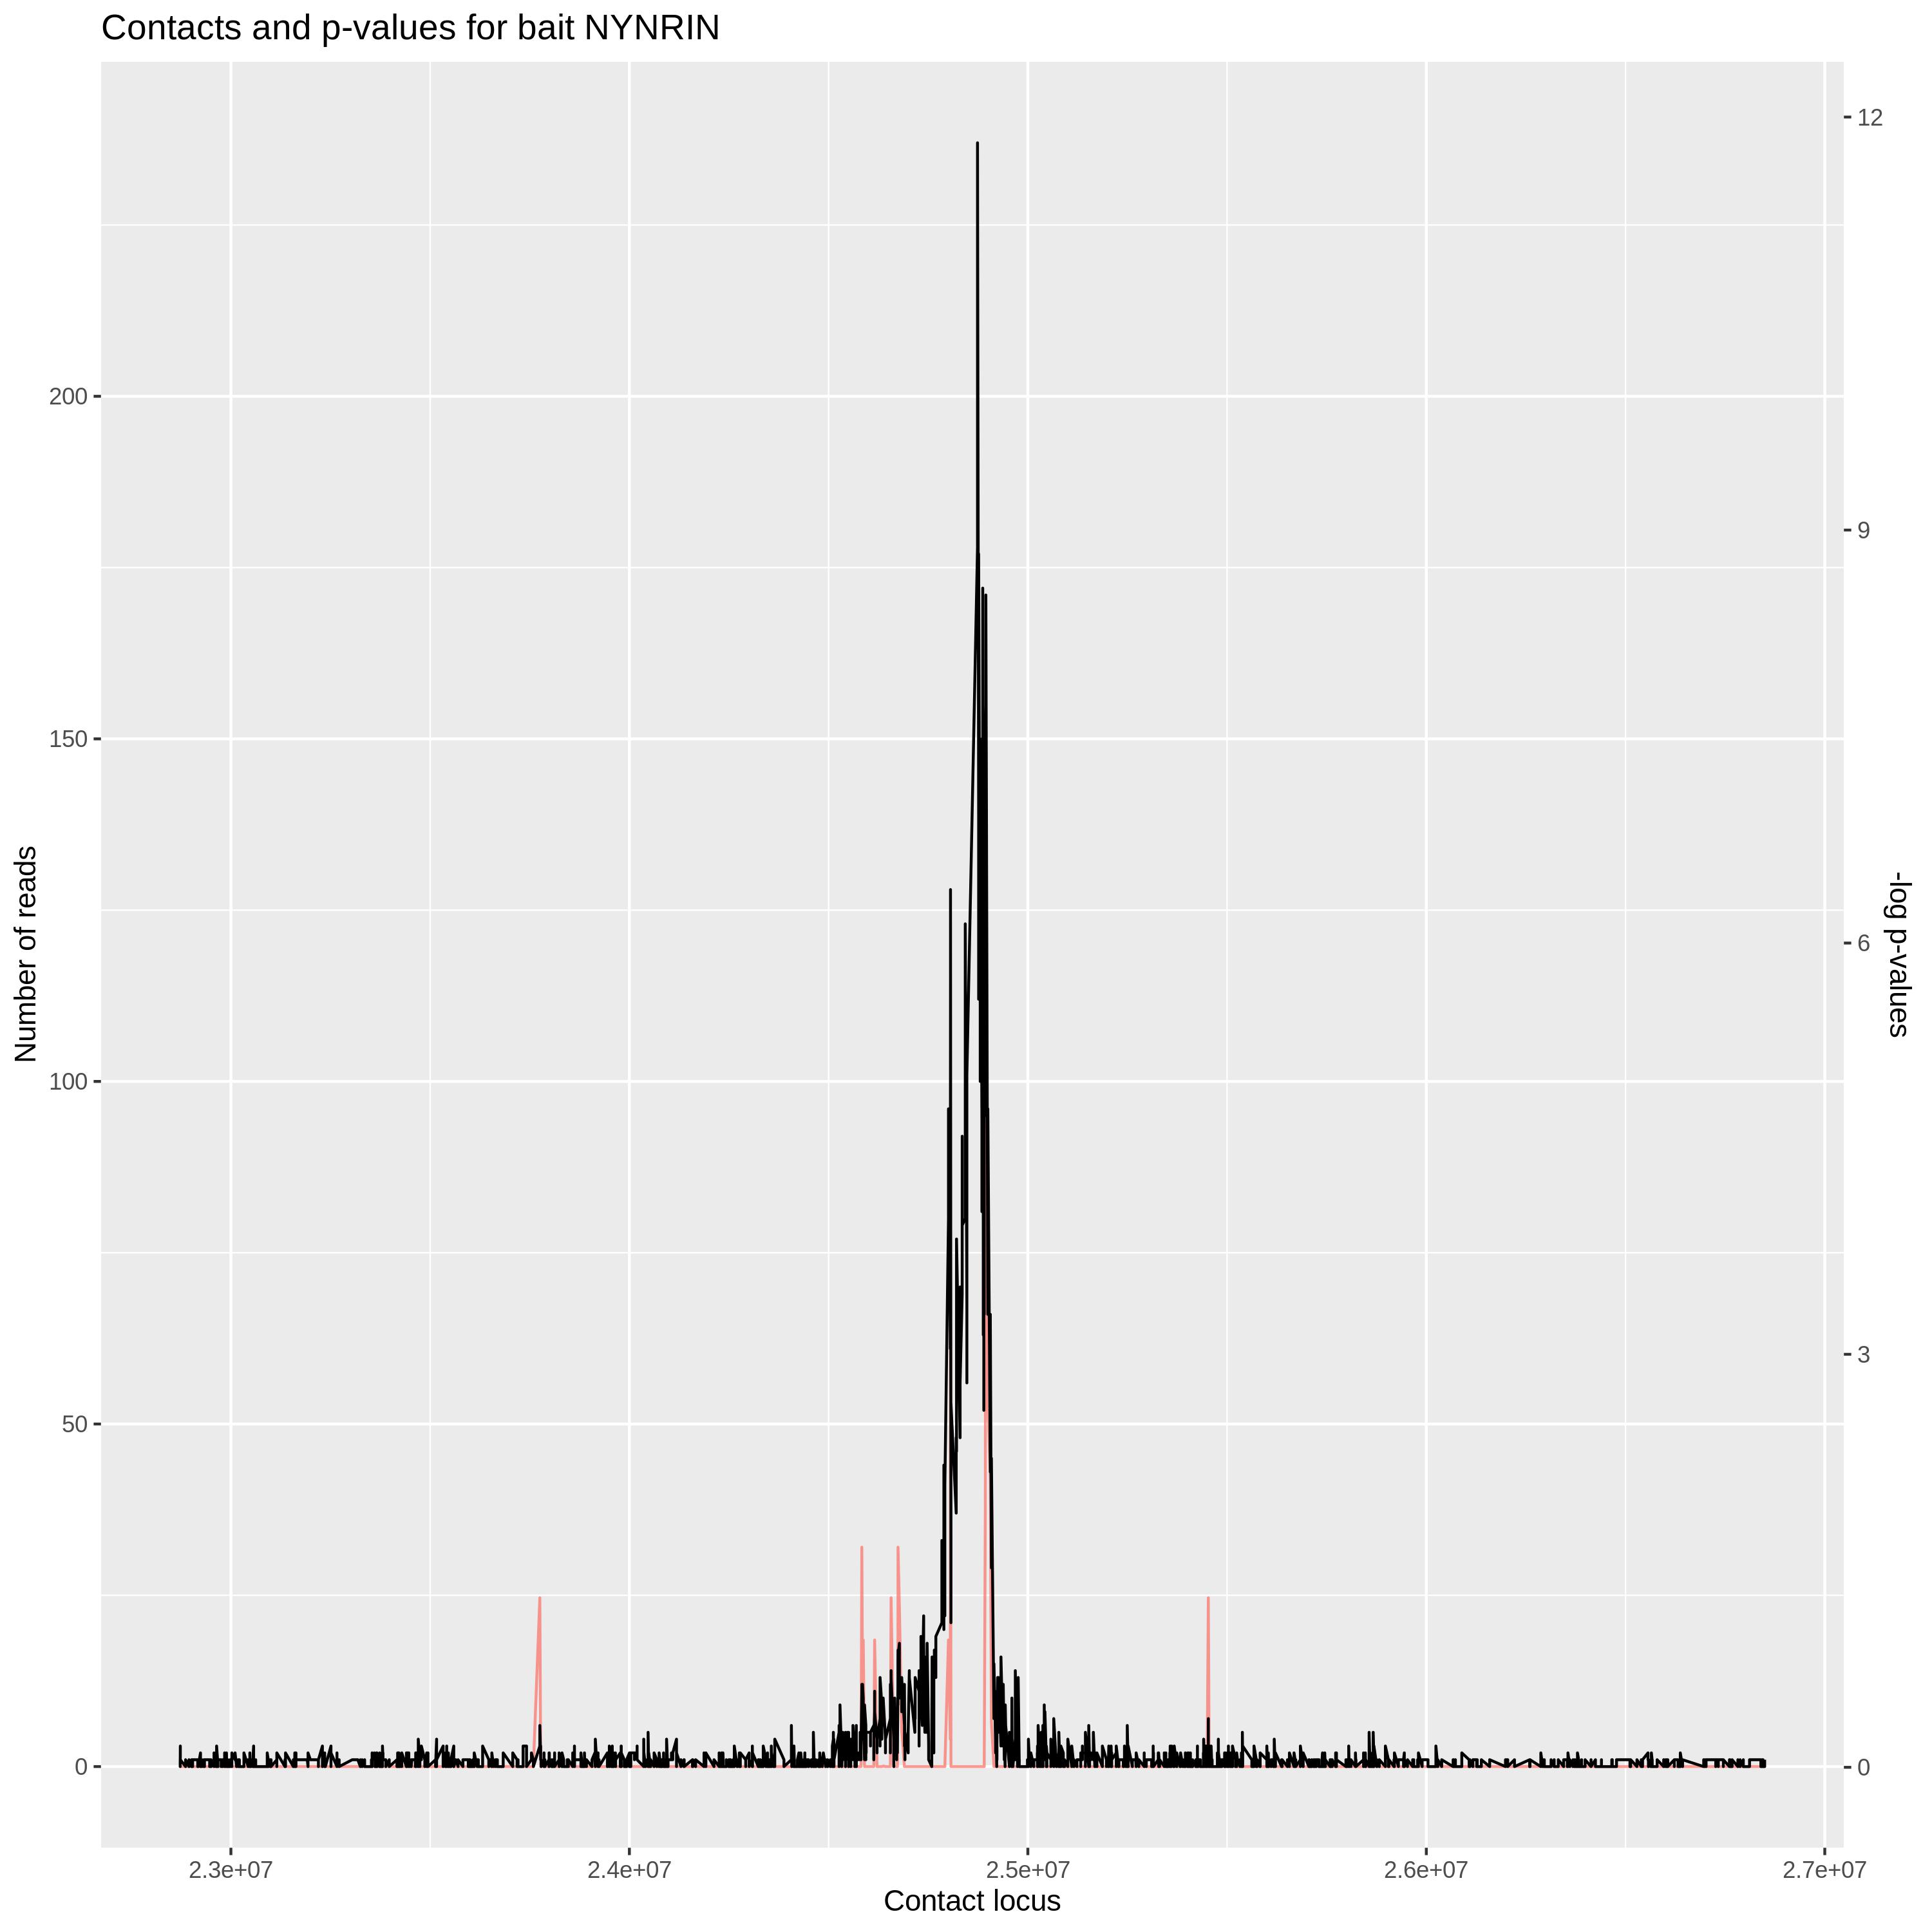 Contacts and p-values for bait NYNRIN
12
9
6
3
0
200
150
100
50
0
Number of reads
-log p-values
2.3e+07 2.4e+07 2.5e+07 2.6e+07 2.7e+07
Contact locus